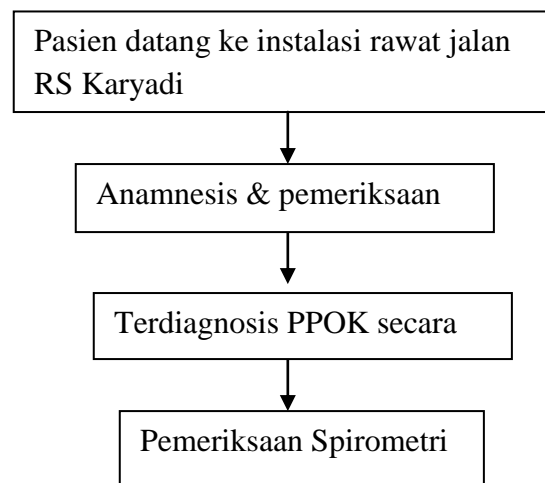 Pasien datang ke instalasi rawat jalan
RS Karyadi
Anamnesis & pemeriksaan
Terdiagnosis PPOK secara
Pemeriksaan Spirometri